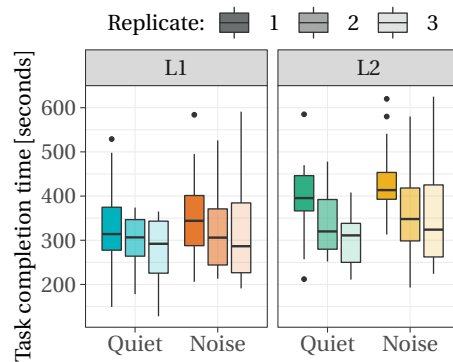 Replicate: 1 2 3
L1 L2
Task completion time [seconds]
600
500
400
300
200
Quiet Noise Quiet Noise